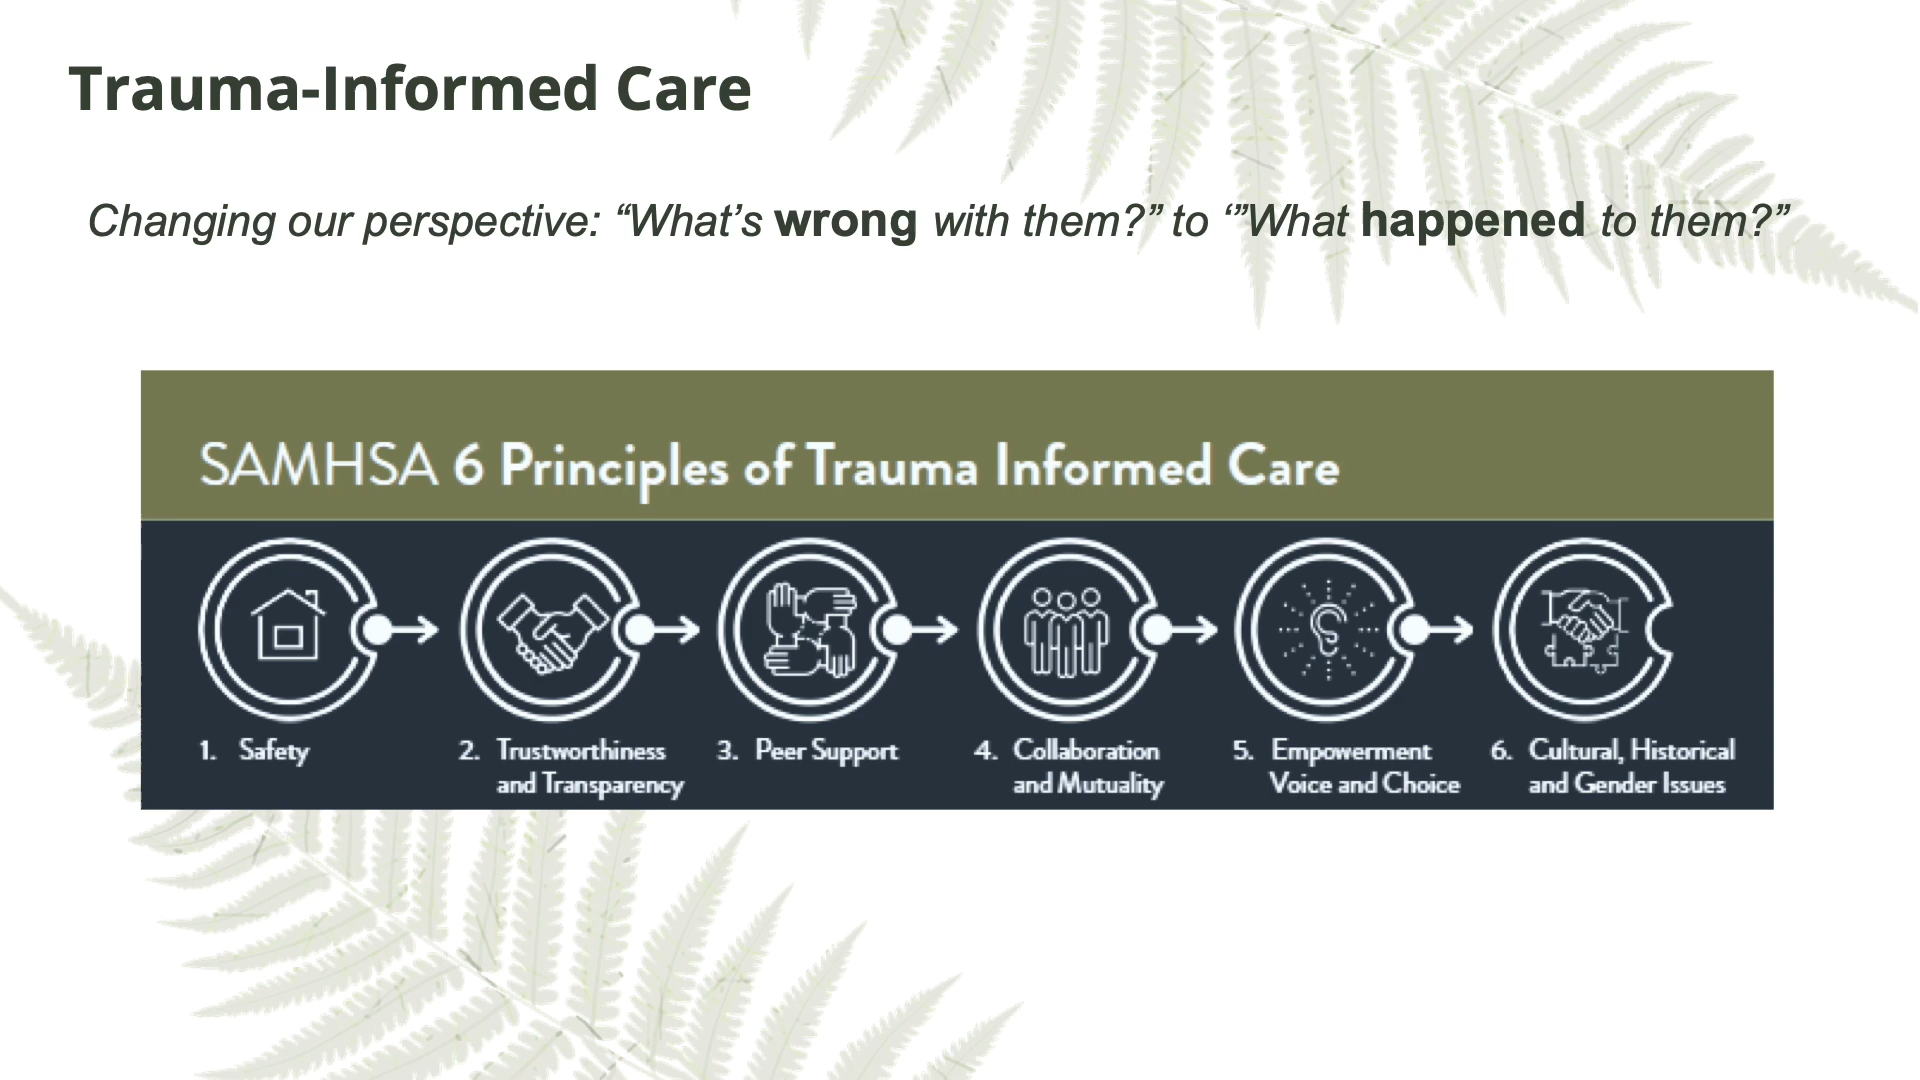 Trauma-Informed Care
Changing our perspective: “What’s wrong with them?” to ‘”What happened to them?”
SAMHSA 6 Principles of Trauma Informed Care
1. Safety
2. Trustworthiness
and Transparency
3. Peer Support
4. Collaboration
and Mutuality
5. Empowerment
Voice and Choice
6. Cultural, Historical
and Gender Issues